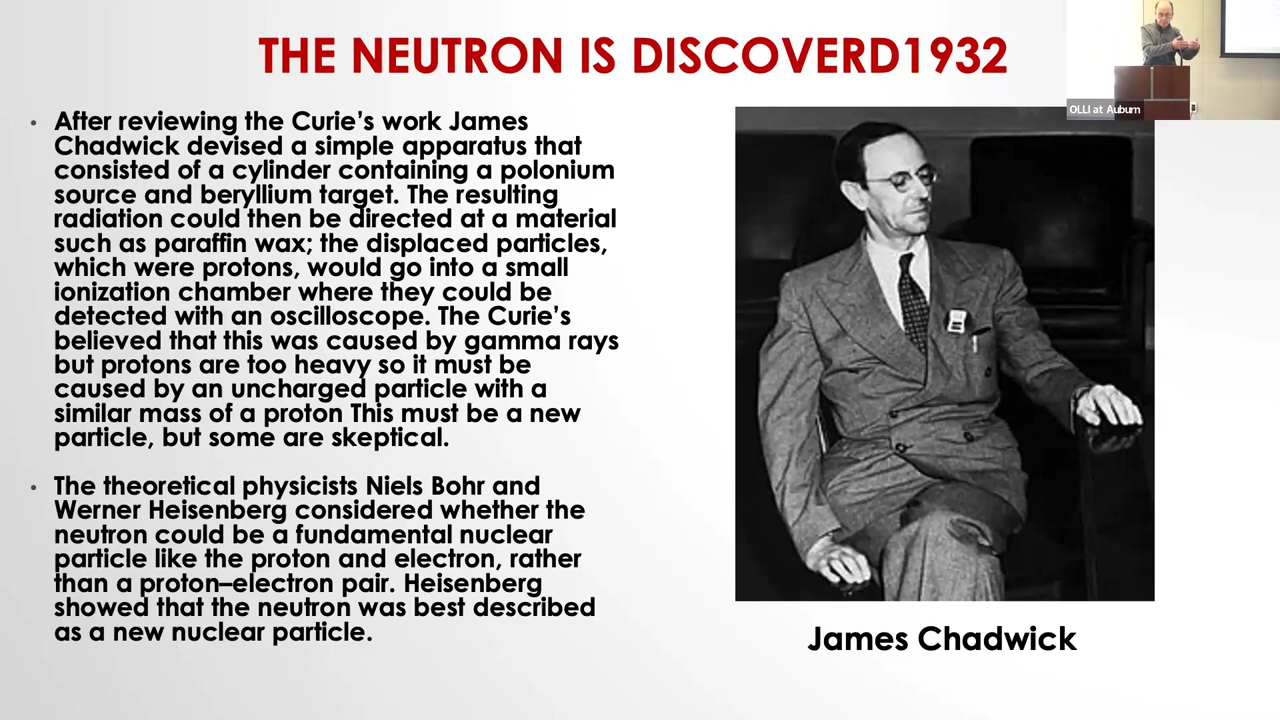 THE NEUTRON IS DISCOVERD1932
OLLI at Auburn
• After reviewing the Curie's work James
Chadwick devised a simple apparatus that
consisted of a cylinder containing a polonium
source and beryllium target. The resulting
radiation could then be directed at a material
such as paraffin wax; the displaced particles,
which were protons, would go into a small
ionization chamber where they could be
detected with an oscilloscope. The Curie's
believed that this was caused by gamma rays
but protons are too heavy so it must be
caused by an uncharged particle with a
similar mass of a proton This must be a new
particle, but some are skeptical.
• The theoretical physicists Niels Bohr and
Werner Heisenberg considered whether the
neutron could be a fundamental nuclear
particle like the proton and electron, rather
than a proton–electron pair. Heisenberg
showed that the neutron was best described
as a new nuclear particle.
James Chadwick